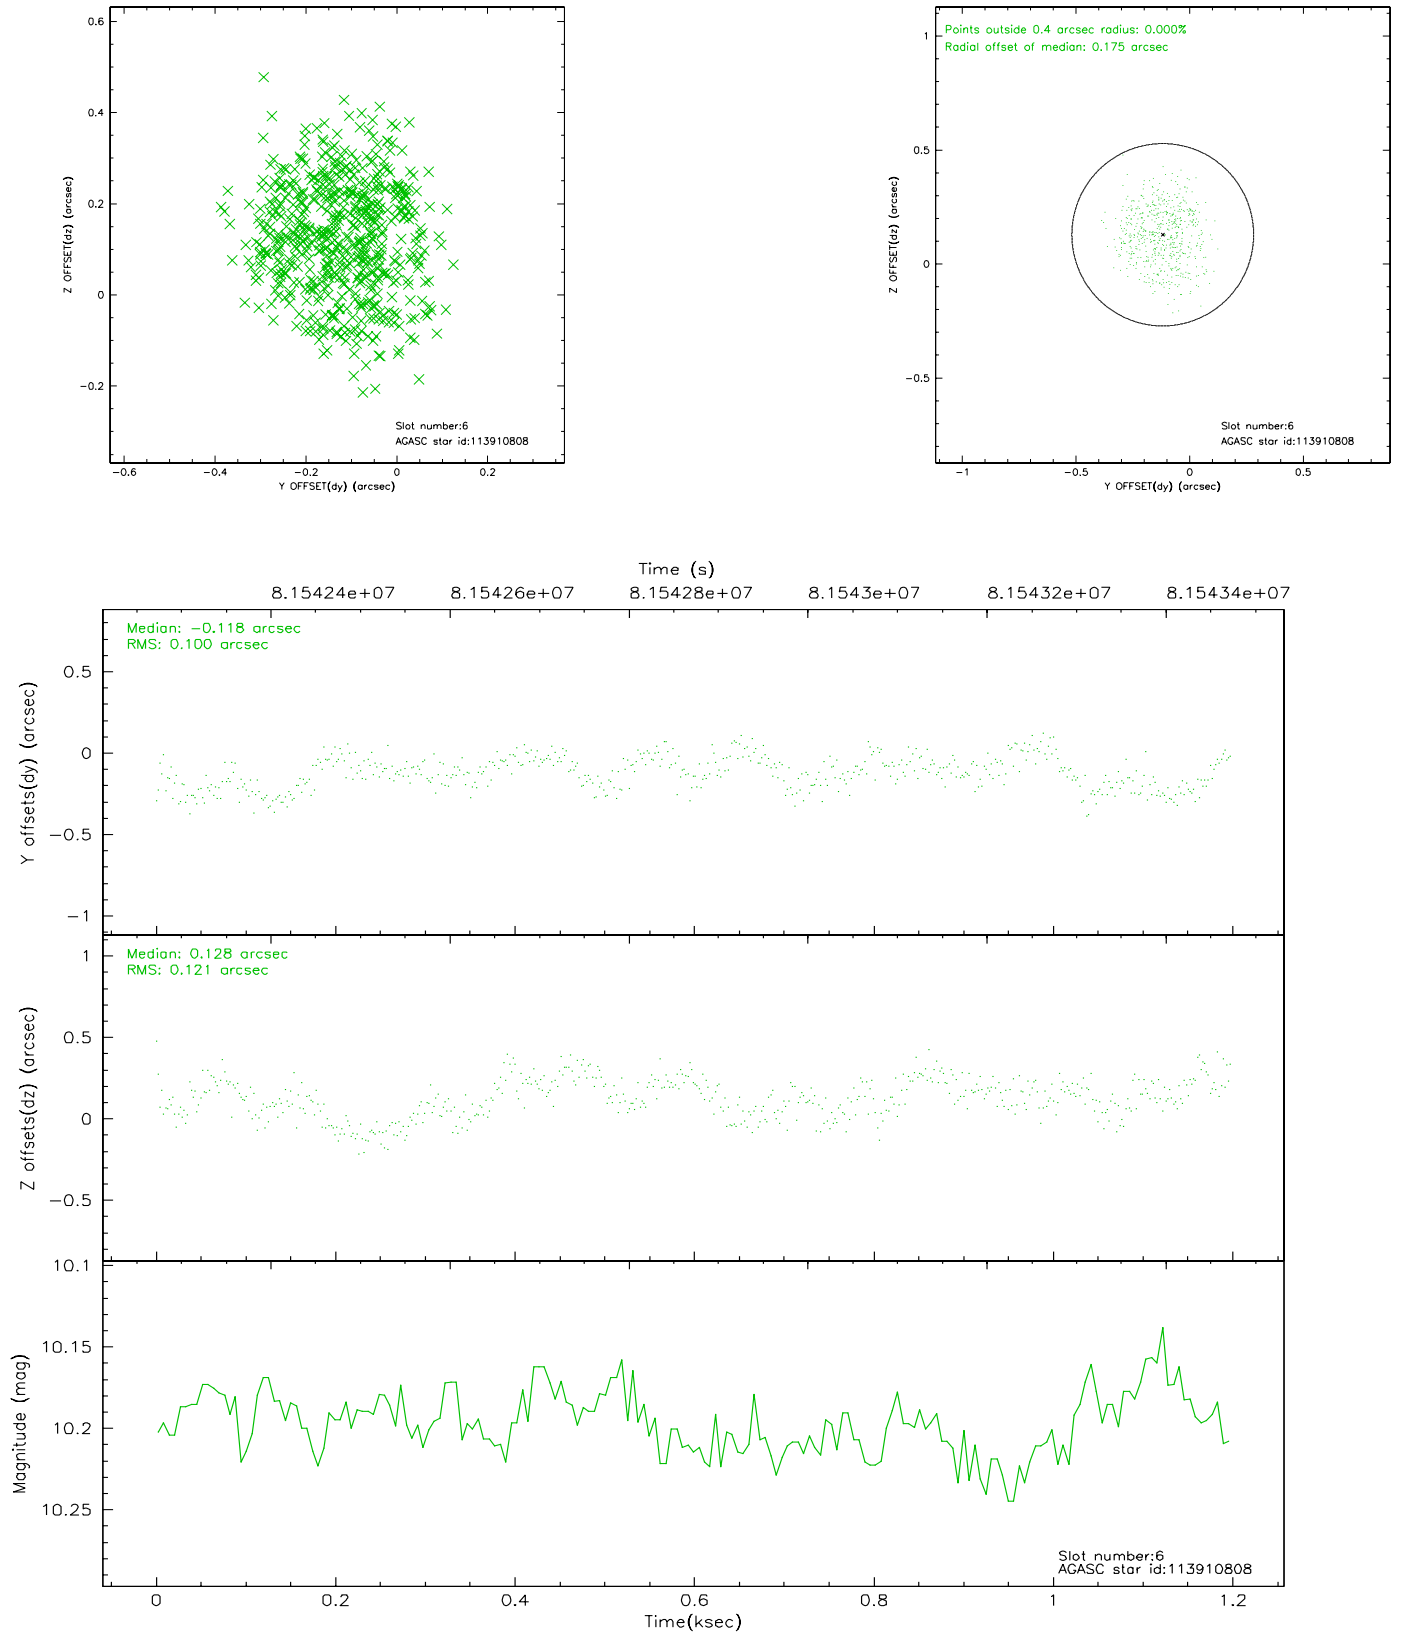 0.6
0.4
0.2
0
−0.2
Z OFFSET(dz) (arcsec)
Slot number:6
AGASC star id:113910808
−0.6 −0.4 −0.2 0 0.2
Y OFFSET(dy) (arcsec)
Points outside 0.4 arcsec radius: 0.000%
Radial offset of median: 0.175 arcsec
1
0.5
0
−0.5
Z OFFSET(dz) (arcsec)
Slot number:6
AGASC star id:113910808
−1 −0.5 0 0.5
Y OFFSET(dy) (arcsec)
Time (s)
8.15424e+07 8.15426e+07 8.15428e+07 8.1543e+07 8.15432e+07 8.15434e+07
Median: −0.118 arcsec
RMS: 0.100 arcsec
0.5
0
−0.5
−1
Y offsets(dy) (arcsec)
Median: 0.128 arcsec
RMS: 0.121 arcsec
1
0.5
0
−0.5
Z offsets(dz) (arcsec)
10.1
10.15
10.2
10.25
Magnitude (mag)
Slot number:6
AGASC star id:113910808
0 0.2 0.4 0.6 0.8 1 1.2
Time(ksec)